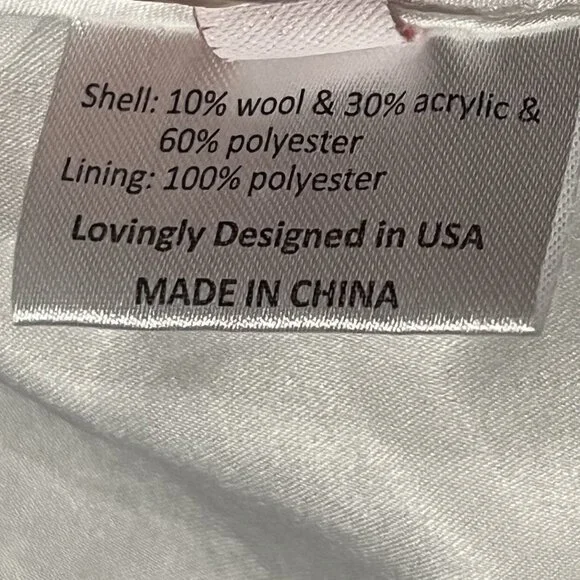 Shell: 10% wool & 30% acrylic &
60% polyester
Lining: 100% polyester
Lovingly Designed in USA
MADE IN CHINA